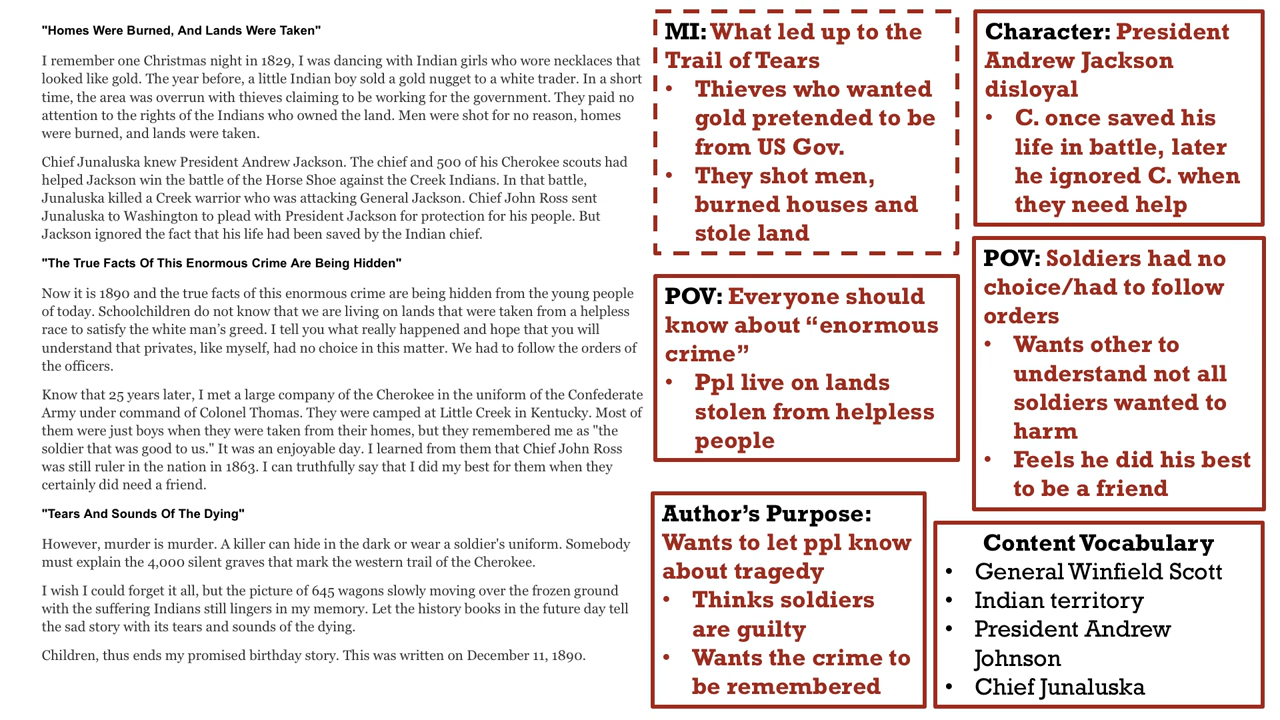 "Homes Were Burned, And Lands Were Taken"
I remember one Christmas night in 1829, I was dancing with Indian girls who wore necklaces that
looked like gold. The year before, a little Indian boy sold a gold nugget to a white trader. In a short
time, the area was overrun with thieves claiming to be working for the government. They paid no
attention to the rights of the Indians who owned the land. Men were shot for no reason, homes
were burned, and lands were taken.
Chief Junaluska knew President Andrew Jackson. The chief and 500 of his Cherokee scouts had
helped Jackson win the battle of the Horse Shoe against the Creek Indians. In that battle,
Junaluska killed a Creek warrior who was attacking General Jackson. Chief John Ross sent
Junaluska to Washington to plead with President Jackson for protection for his people. But
Jackson ignored the fact that his life had been saved by the Indian chief.
"The True Facts Of This Enormous Crime Are Being Hidden"
Now it is 1890 and the true facts of this enormous crime are being hidden from the young people
of today. Schoolchildren do not know that we are living on lands that were taken from a helpless
race to satisfy the white man's greed. I tell you what really happened and hope that you will
understand that privates, like myself, had no choice in this matter. We had to follow the orders of
the officers.
Know that 25 years later, I met a large company of the Cherokee in the uniform of the Confederate
Army under command of Colonel Thomas. They were camped at Little Creek in Kentucky. Most of
them were just boys when they were taken from their homes, but they remembered me as "the
soldier that was good to us." It was an enjoyable day. I learned from them that Chief John Ross
was still ruler in the nation in 1863. I can truthfully say that I did my best for them when they
certainly did need a friend.
"Tears And Sounds Of The Dying"
However, murder is murder. A killer can hide in the dark or wear a soldier's uniform. Somebody
must explain the 4,000 silent graves that mark the western trail of the Cherokee.
I wish I could forget it all, but the picture of 645 wagons slowly moving over the frozen ground
with the suffering Indians still lingers in my memory. Let the history books in the future day tell
the sad story with its tears and sounds of the dying.
Children, thus ends my promised birthday story. This was written on December 11, 1890.
MI: What led up to the
Trail of Tears
• Thieves who wanted
gold pretended to be
from US Gov.
• They shot men,
burned houses and
stole land
Character: President
Andrew Jackson
disloyal
• C. once saved his
life in battle, later
he ignored C. when
they need help
POV: Everyone should
know about “enormous
crime”
• Ppl live on lands
stolen from helpless
people
POV: Soldiers had no
choice/had to follow
orders
• Wants other to
understand not all
soldiers wanted to
harm
• Feels he did his best
to be a friend
Author’s Purpose:
Wants to let ppl know
about tragedy
• Thinks soldiers
are guilty
• Wants the crime to
be remembered
Content Vocabulary
• General Winfield Scott
• Indian territory
• President Andrew
Johnson
• Chief Junaluska